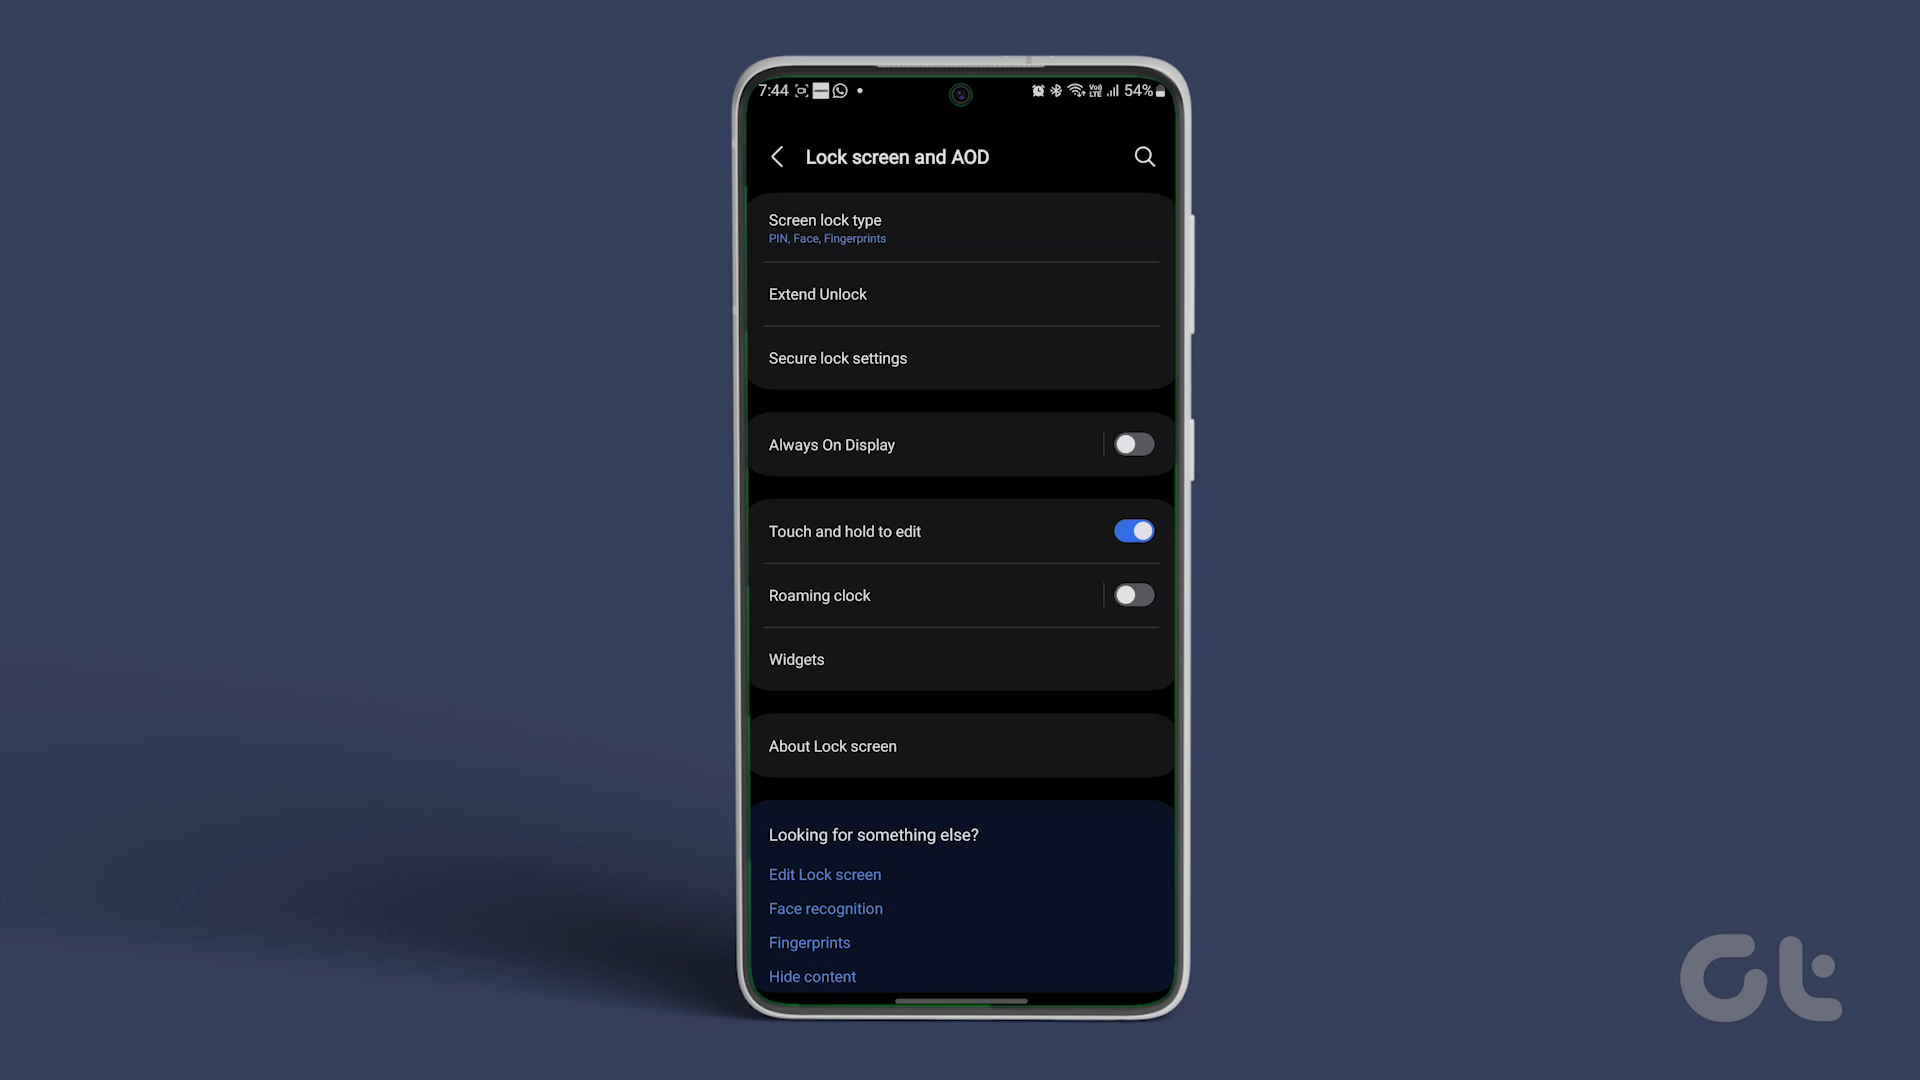 7:44 54%
Lock screen and AOD
Screen lock type
PIN, Face, Fingerprints
Extend Unlock
Secure lock settings
Always On Display
Touch and hold to edit
Roaming clock
Widgets
About Lock screen
Looking for something else?
Edit Lock screen
Face recognition
Fingerprints
Hide content
Gt